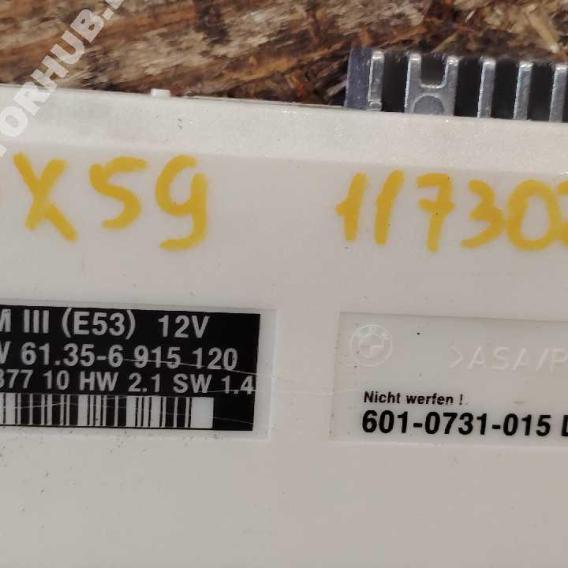 X59 117302
M III (E53) 12V
61.35-6 915 120
377 10 HW 2.1 SW 1.4
>ASA/P
Nicht werfen !
601-0731-015